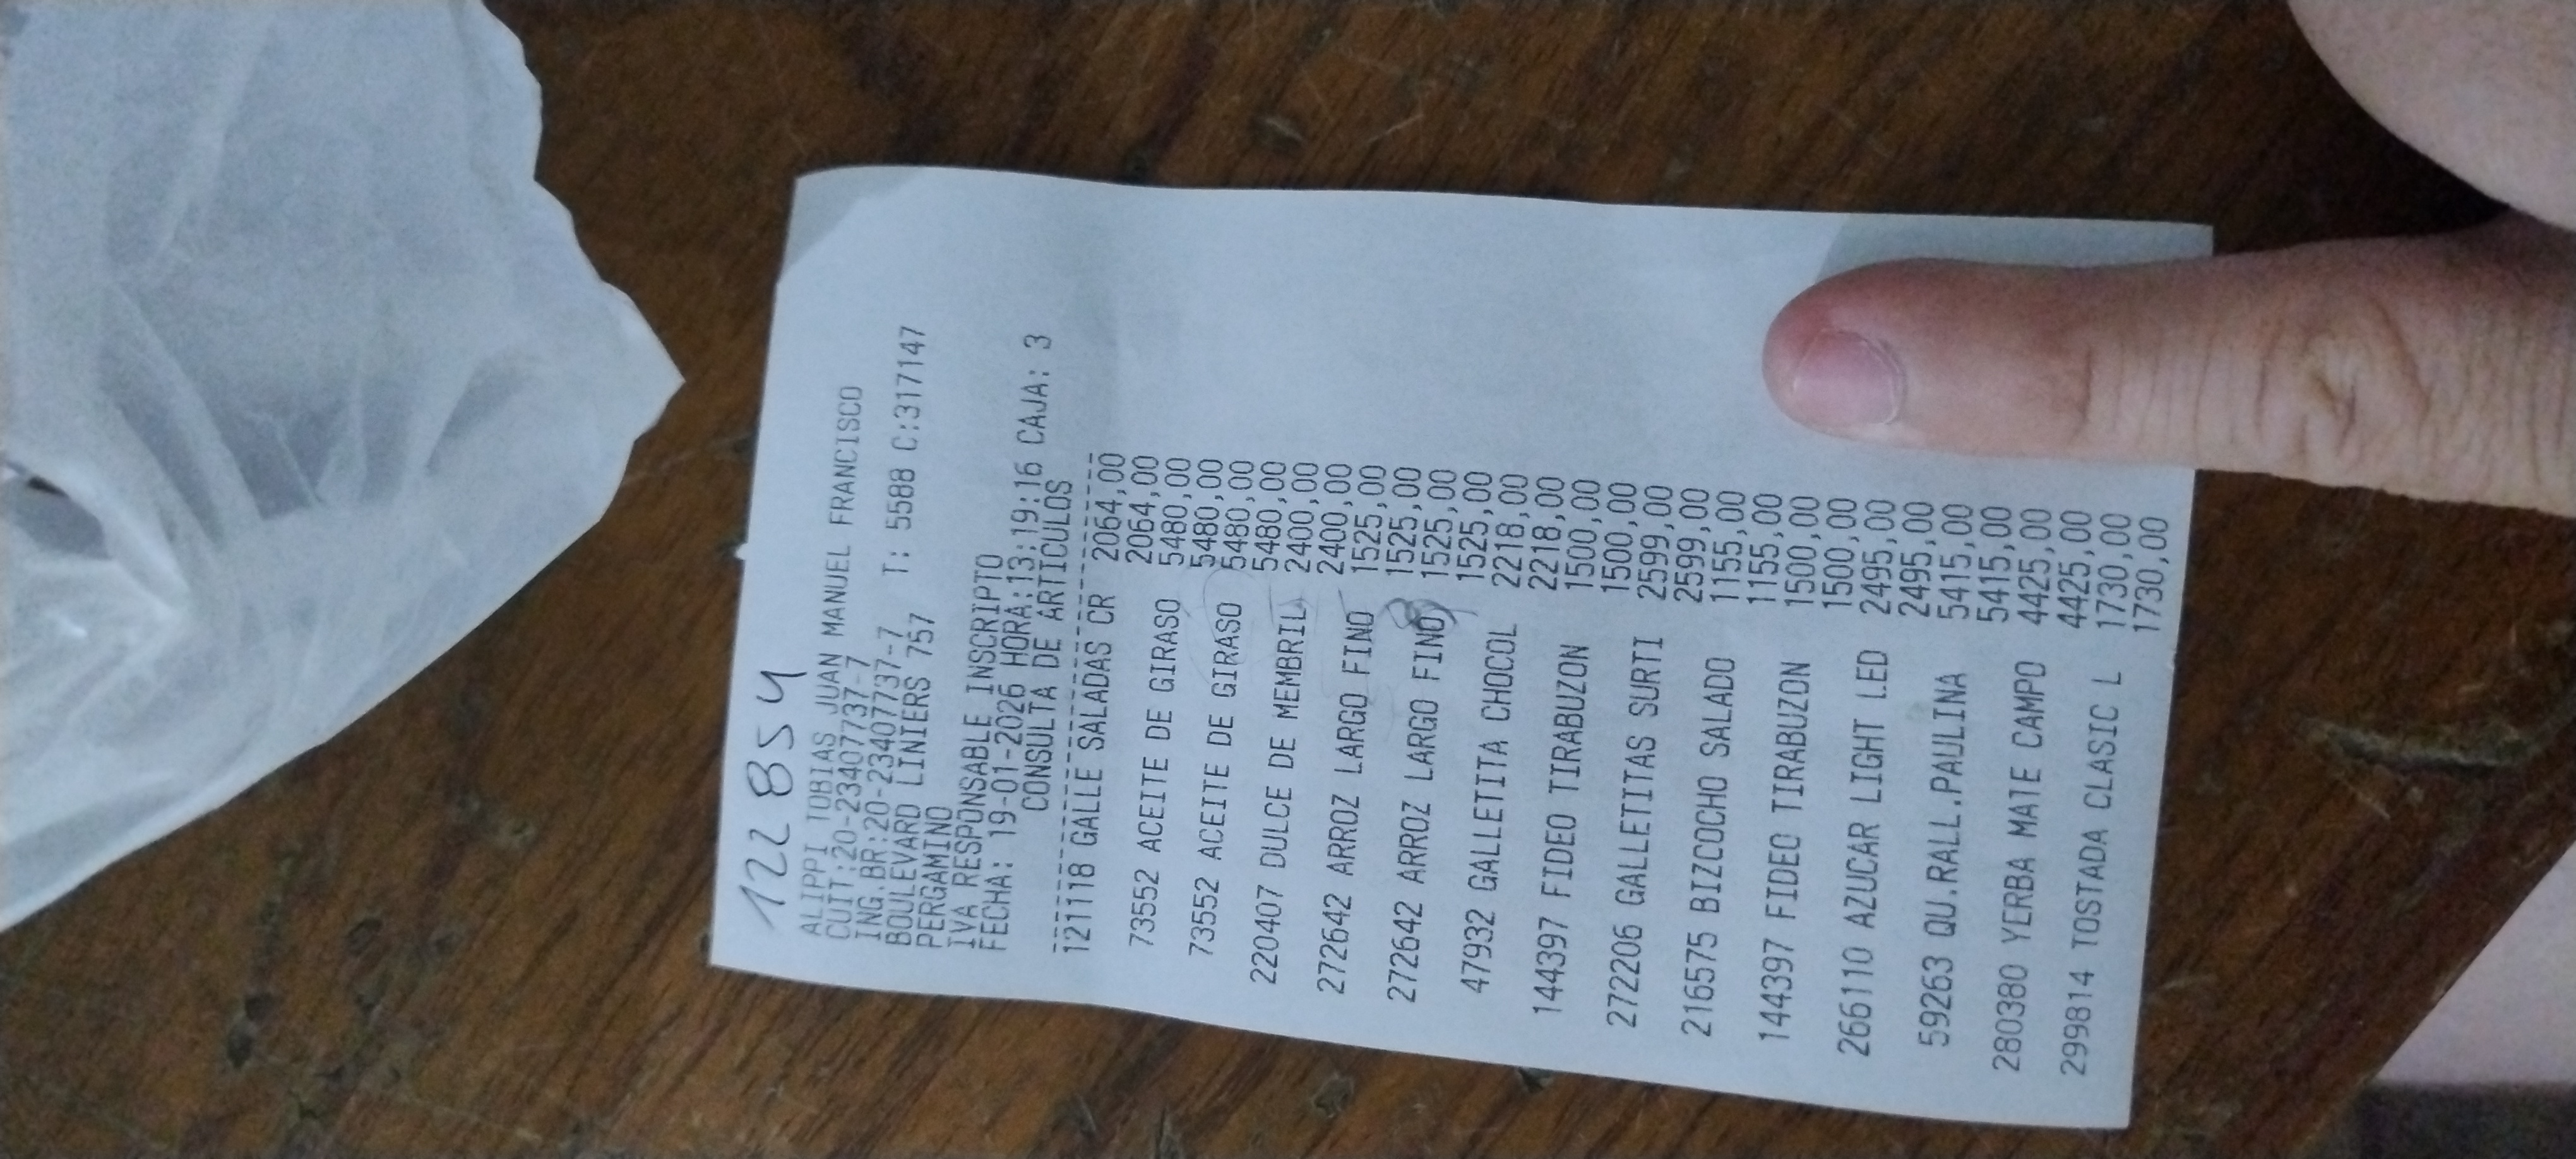 122854
ALIPPI TOBIAS JUAN MANUEL FRANCISCO
CUIT:20-23407737-7
ING.BR:20-23407737-7
BOULEVARD LINIERS 757 T: 5588 C:317147
PERGAMINO
IVA RESPONSABLE INSCRIPTO
FECHA: 19-01-2026 HORA:13:19:16 CAJA: 3
CONSULTA DE ARTICULOS
121118 GALLE SALADAS CR 2064,00
2064,00
73552 ACEITE DE GIRASO 5480,00
5480,00
73552 ACEITE DE GIRASO 5480,00
5480,00
220407 DULCE DE MEMBRIL 2400,00
2400,00
272642 ARROZ LARGO FINO 1525,00
1525,00
272642 ARROZ LARGO FINO 1525,00
1525,00
47932 GALLETITA CHOCOL 2218,00
2218,00
144397 FIDEO TIRABUZON 1500,00
1500,00
272206 GALLETITAS SURTI 2599,00
2599,00
216575 BIZCOCHO SALADO 1155,00
1155,00
144397 FIDEO TIRABUZON 1500,00
1500,00
266110 AZUCAR LIGHT LED 2495,00
2495,00
59263 QU.RALL.PAULINA 5415,00
5415,00
280380 YERBA MATE CAMPO 4425,00
4425,00
299814 TOSTADA CLASIC L 1730,00
1730,00